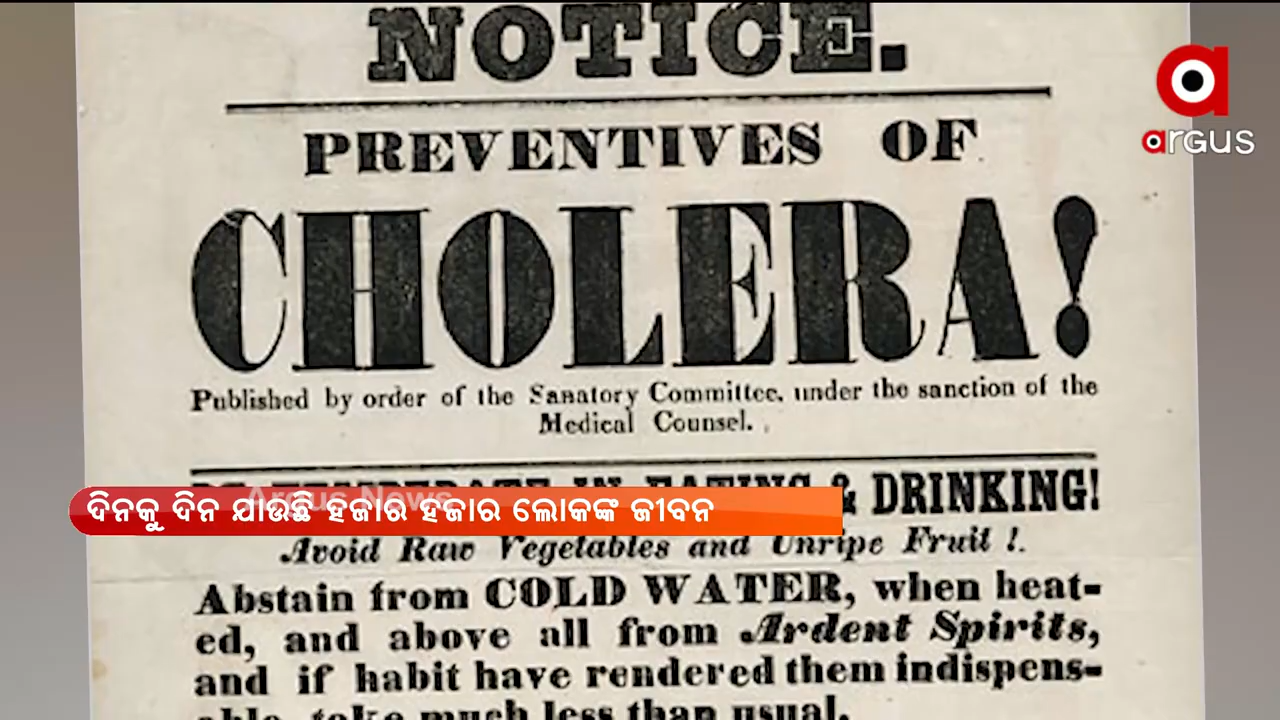 NOTICE.
PREVENTIVES OF
CHOLERA!
argus
Published by order of the Sanatory Committee, under the sanction of the
Medical Counsel.
IN EATING & DRINKING!
Argus News
ଦିନକୁ ଦିନ ଯାଉଛି ହଜାର ହଜାର ଲୋକଙ୍କ ଜୀବନ
Avoid Raw Vegetables and Unripe Fruit!.
Abstain from COLD WATER, when heat-
ed, and above all from Ardent Spirits,
and if habit have rendered them indispens-
able, take much less than usual.